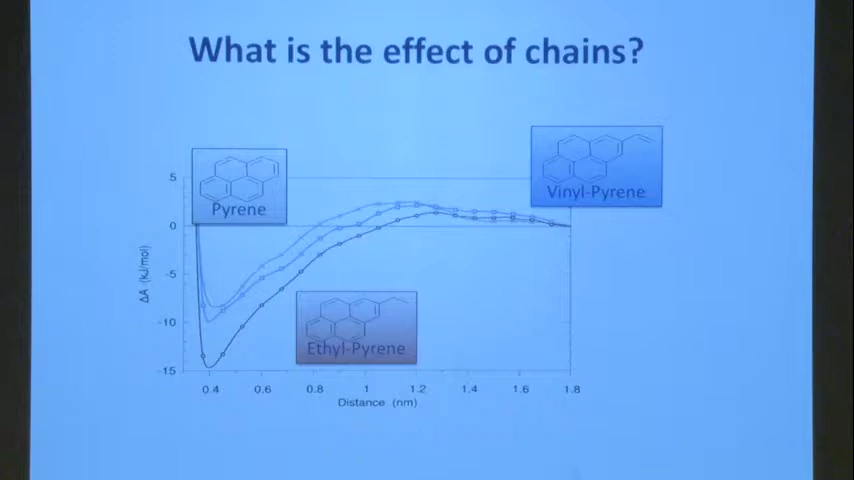 What is the effect of chains?
Pyrene
Vinyl-Pyrene
Ethyl-Pyrene
5
0
-5
-10
-15
ΔA (kJ/mol)
0.4 0.6 0.8 1 1.2 1.4 1.6 1.8
Distance (nm)